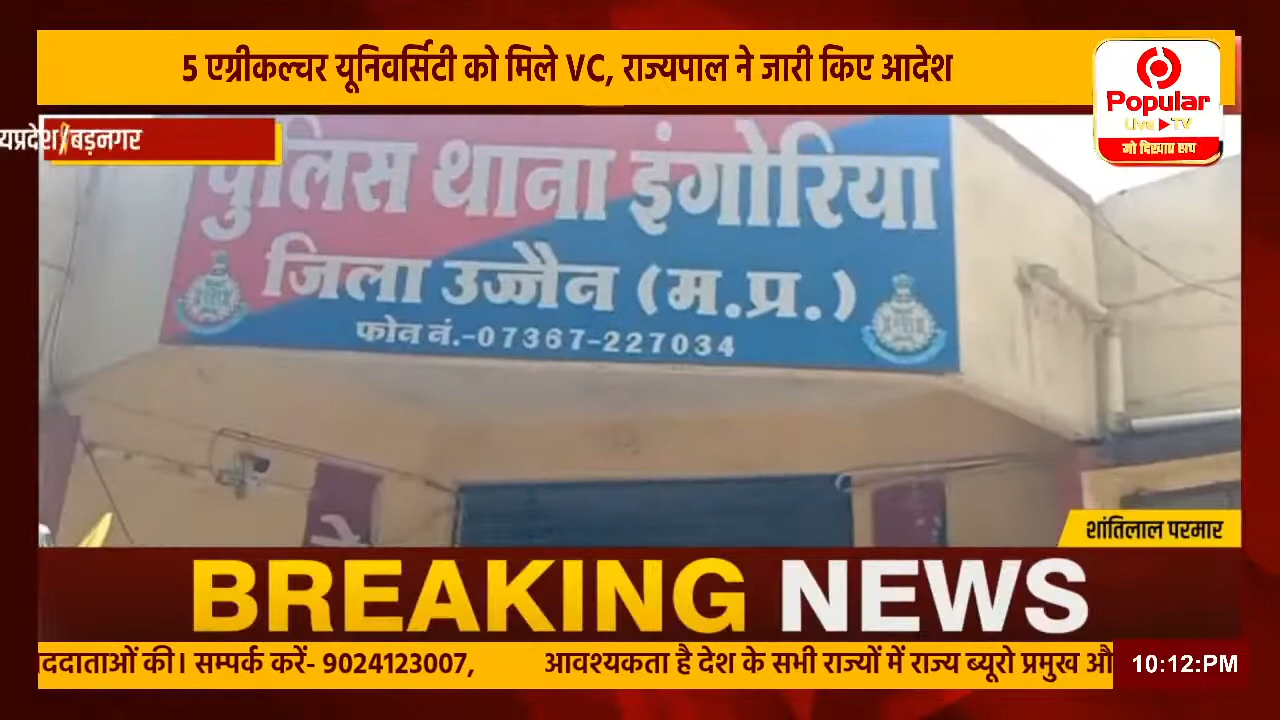 5 एग्रीकल्चर यूनिवर्सिटी को मिले VC, राज्यपाल ने जारी किए आदेश
Popular
Live TV
जो दिखाए छाप
यप्रदेश/बड़नगर
पुलिस थाना इंगोरिया
जिला उज्जैन (म.प्र.)
फोन नं.-07367-227034
शांतिलाल परमार
BREAKING NEWS
ाददाताओं की। सम्पर्क करें- 9024123007, आवश्यकता है देश के सभी राज्यों में राज्य ब्यूरो प्रमुख औ
10:12:PM